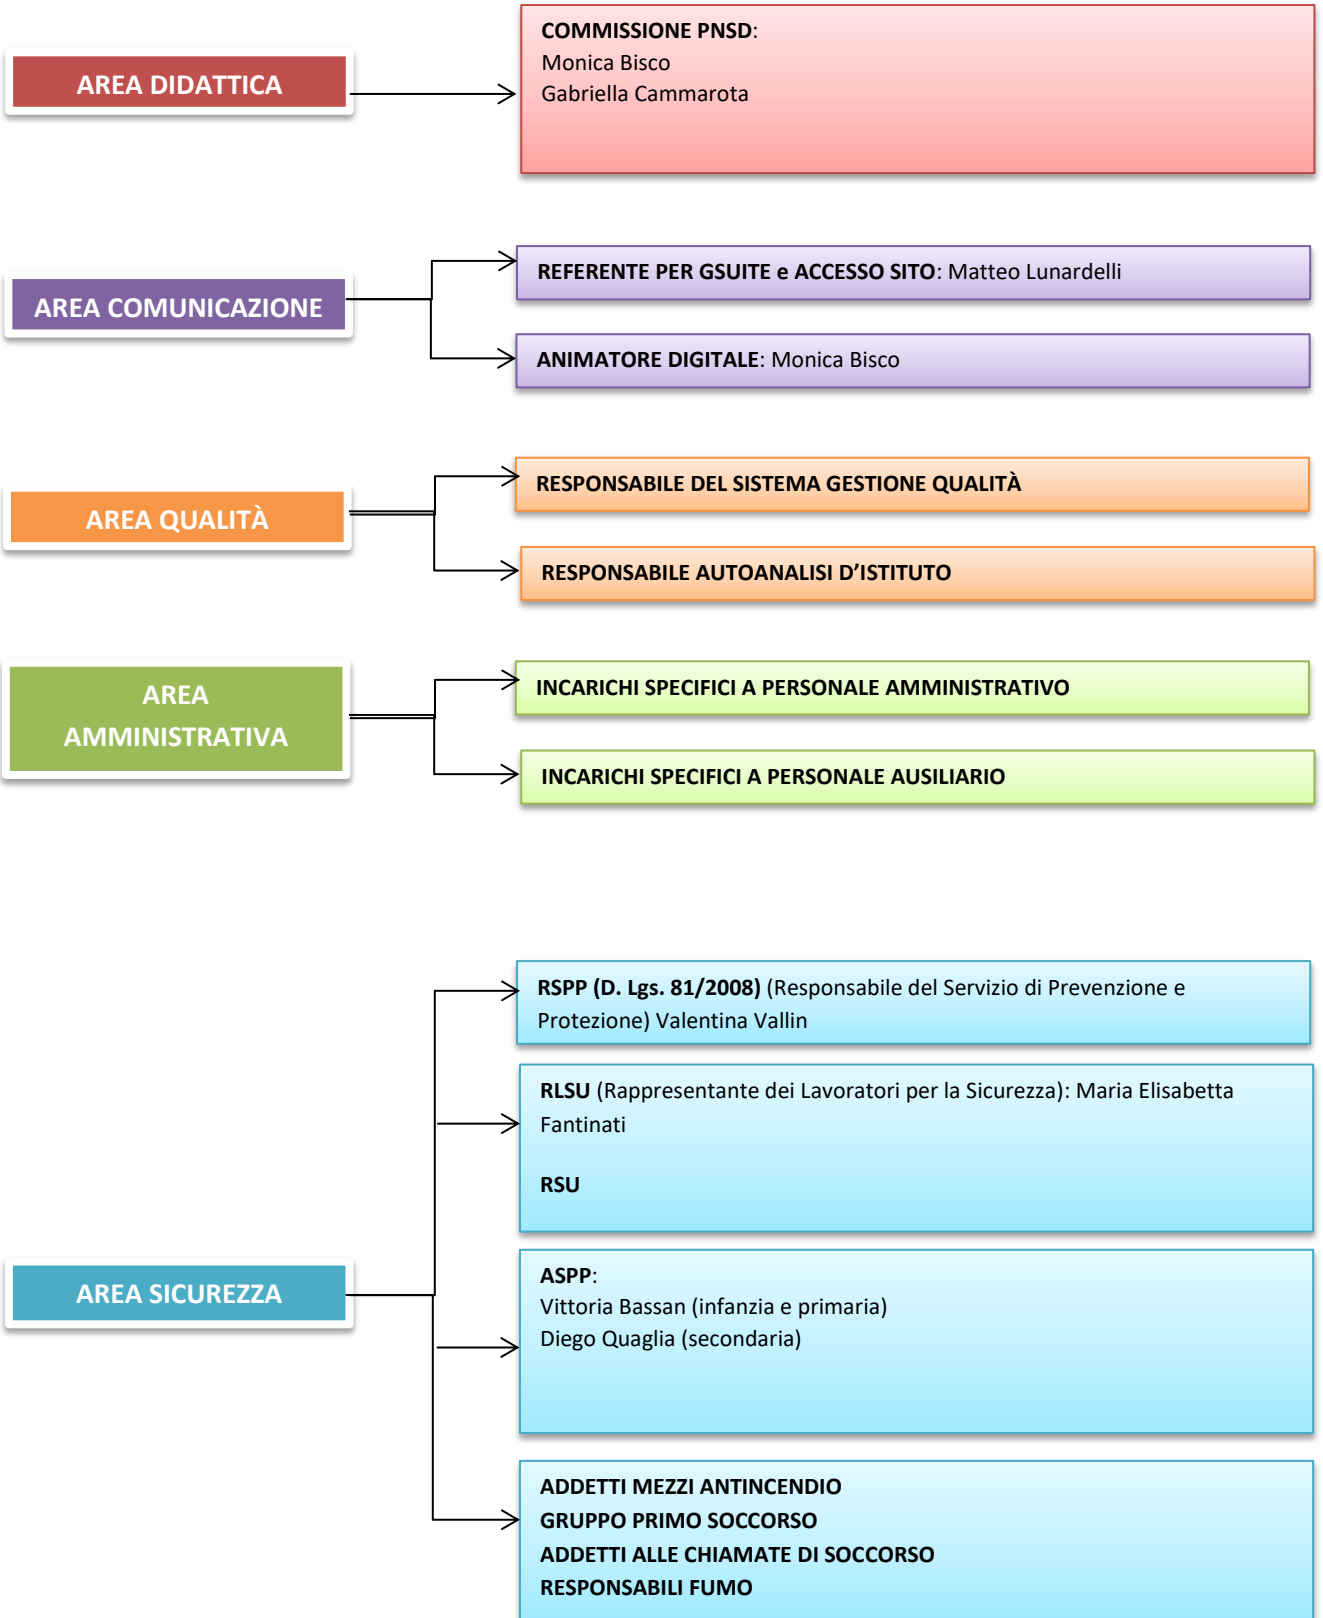 AREA DIDATTICA
COMMISSIONE PNSD:
Monica Bisco
Gabriella Cammarota
AREA COMUNICAZIONE
REFERENTE PER GSUITE e ACCESSO SITO: Matteo Lunardelli
ANIMATORE DIGITALE: Monica Bisco
AREA QUALITÀ
RESPONSABILE DEL SISTEMA GESTIONE QUALITÀ
RESPONSABILE AUTOANALISI D’ISTITUTO
AREA
AMMINISTRATIVA
INCARICHI SPECIFICI A PERSONALE AMMINISTRATIVO
INCARICHI SPECIFICI A PERSONALE AUSILIARIO
AREA SICUREZZA
RSPP (D. Lgs. 81/2008) (Responsabile del Servizio di Prevenzione e
Protezione) Valentina Vallin
RLSU (Rappresentante dei Lavoratori per la Sicurezza): Maria Elisabetta
Fantinati
RSU
ASPP:
Vittoria Bassan (infanzia e primaria)
Diego Quaglia (secondaria)
ADDETTI MEZZI ANTINCENDIO
GRUPPO PRIMO SOCCORSO
ADDETTI ALLE CHIAMATE DI SOCCORSO
RESPONSABILI FUMO